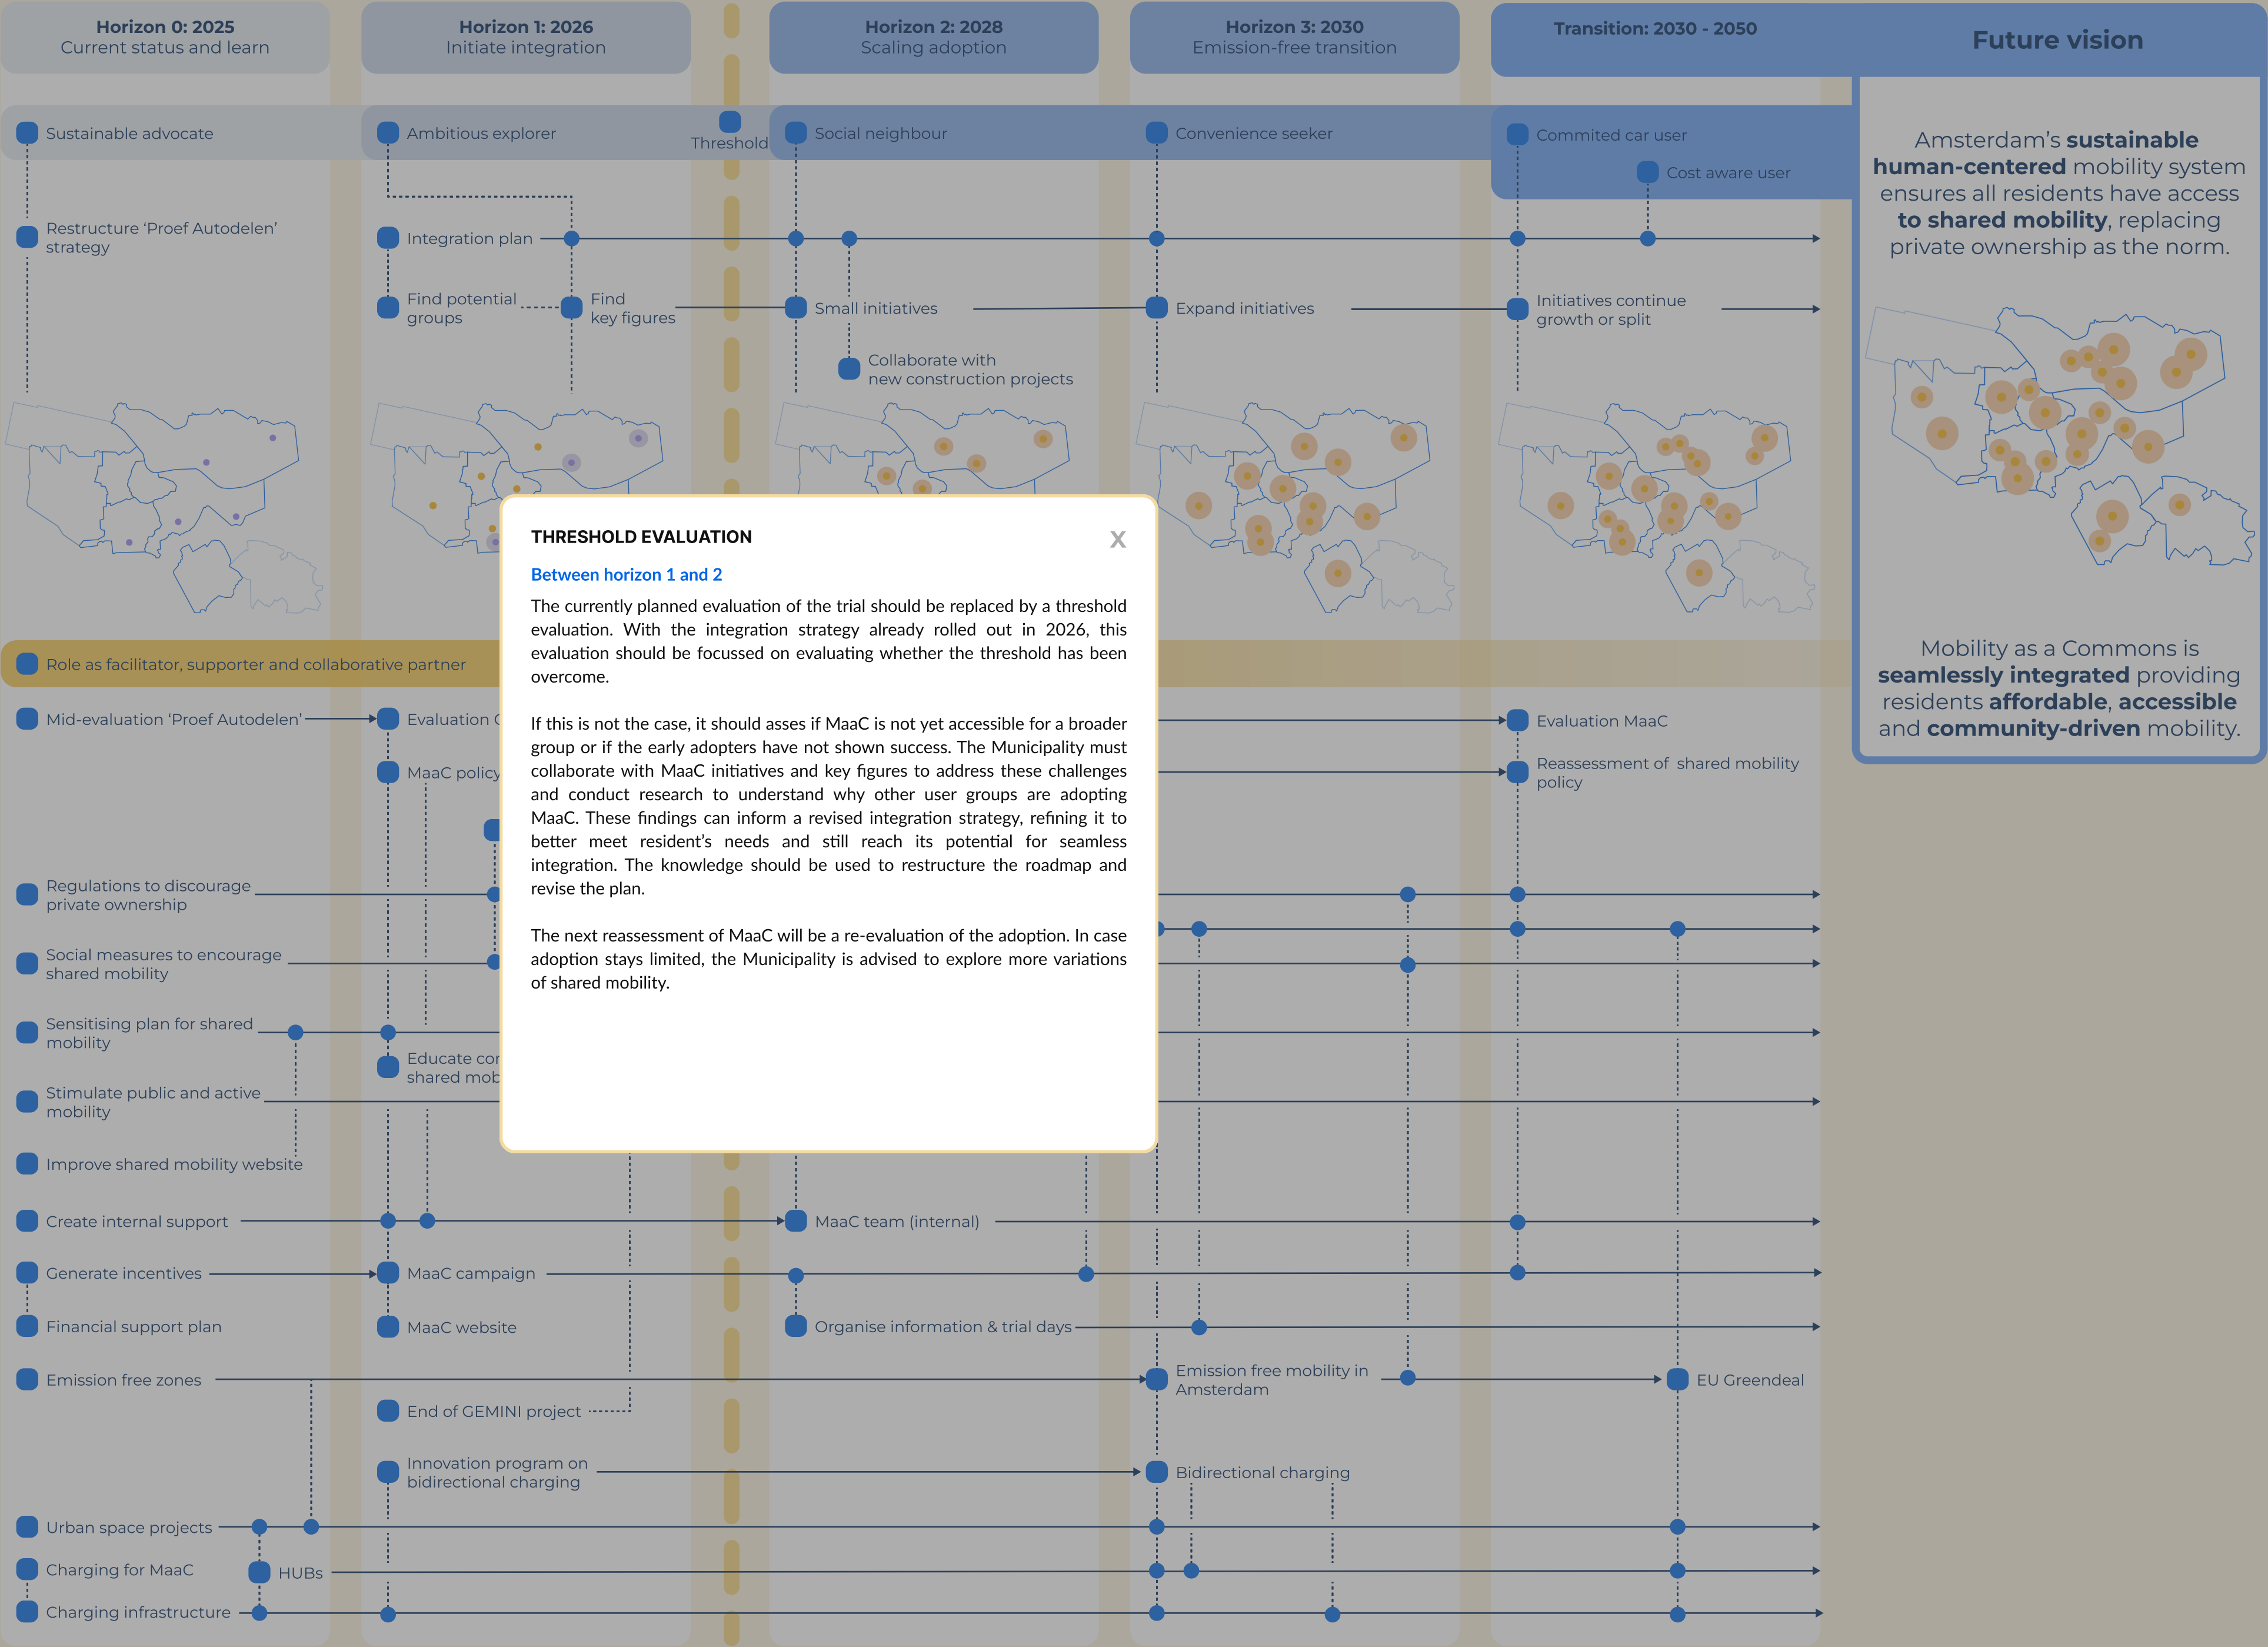 Horizon 0: 2025
Current status and learn
Horizon 1: 2026
Initiate integration
Horizon 2: 2028
Scaling adoption
Horizon 3: 2030
Emission-free transition
Transition: 2030 - 2050
Future vision
Sustainable advocate
Ambitious explorer
Threshold
Social neighbour
Convenience seeker
Commited car user
Cost aware user
Amsterdam's sustainable
human-centered mobility system
ensures all residents have access
to shared mobility, replacing
private ownership as the norm.
Restructure ‘Proef Autodelen’
strategy
Integration plan
Find potential
groups
Find
key figures
Small initiatives
Expand initiatives
Initiatives continue
growth or split
Collaborate with
new construction projects
THRESHOLD EVALUATION
X
Between horizon 1 and 2
The currently planned evaluation of the trial should be replaced by a threshold
evaluation. With the integration strategy already rolled out in 2026, this
evaluation should be focussed on evaluating whether the threshold has been
overcome.
If this is not the case, it should asses if MaaC is not yet accessible for a broader
group or if the early adopters have not shown success. The Municipality must
collaborate with MaaC initiatives and key figures to address these challenges
and conduct research to understand why other user groups are adopting
MaaC. These findings can inform a revised integration strategy, refining it to
better meet resident's needs and still reach its potential for seamless
integration. The knowledge should be used to restructure the roadmap and
revise the plan.
The next reassessment of MaaC will be a re-evaluation of the adoption. In case
adoption stays limited, the Municipality is advised to explore more variations
of shared mobility.
Role as facilitator, supporter and collaborative partner
Mobility as a Commons is
seamlessly integrated providing
residents affordable, accessible
and community-driven mobility.
Mid-evaluation ‘Proef Autodelen’
Evaluation
Evaluation MaaC
MaaC policy
Reassessment of shared mobility
policy
Regulations to discourage
private ownership
Social measures to encourage
shared mobility
Sensitising plan for shared
mobility
Educate
shared
Stimulate public and active
mobility
Improve shared mobility website
Create internal support
MaaC team (internal)
Generate incentives
MaaC campaign
Financial support plan
MaaC website
Organise information & trial days
Emission free zones
Emission free mobility in
Amsterdam
EU Greendeal
End of GEMINI project
Innovation program on
bidirectional charging
Bidirectional charging
Urban space projects
Charging for MaaC
HUBs
Charging infrastructure